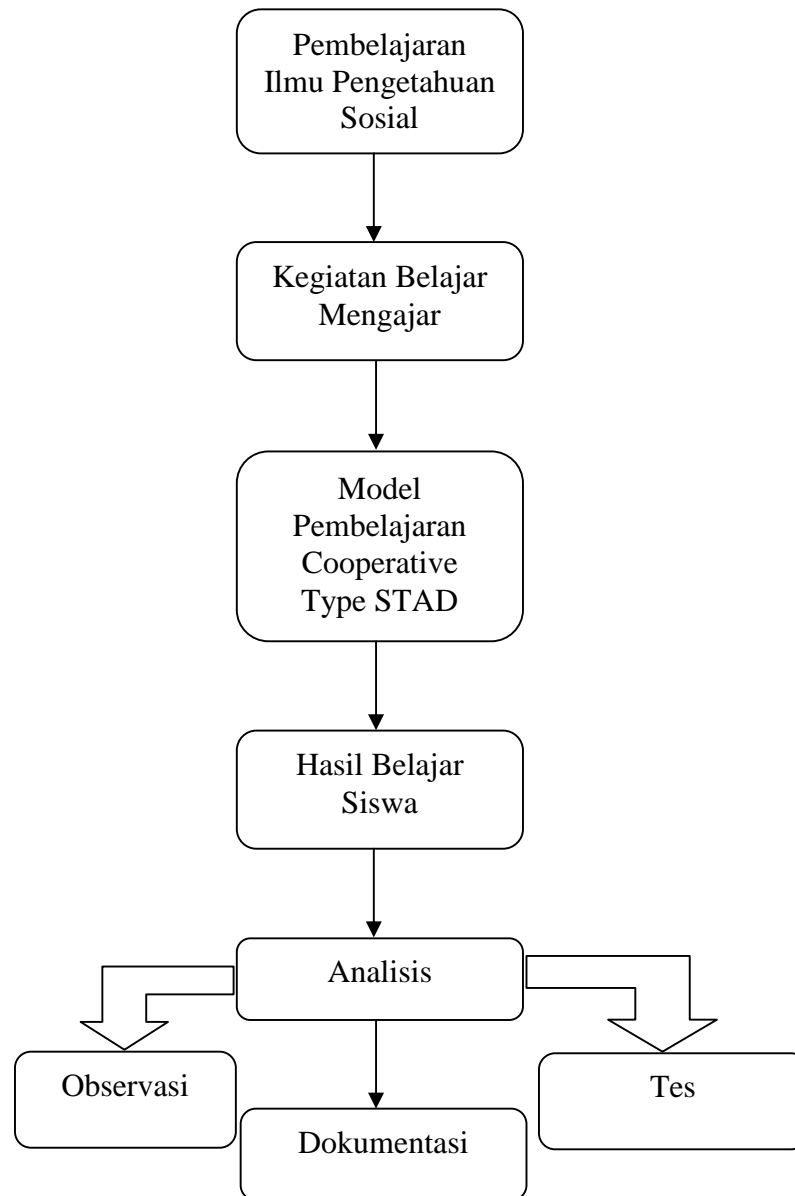 Pembelajaran
Ilmu Pengetahuan
Sosial
Kegiatan Belajar
Mengajar
Model
Pembelajaran
Cooperative
Type STAD
Hasil Belajar
Siswa
Analisis
Observasi
Tes
Dokumentasi